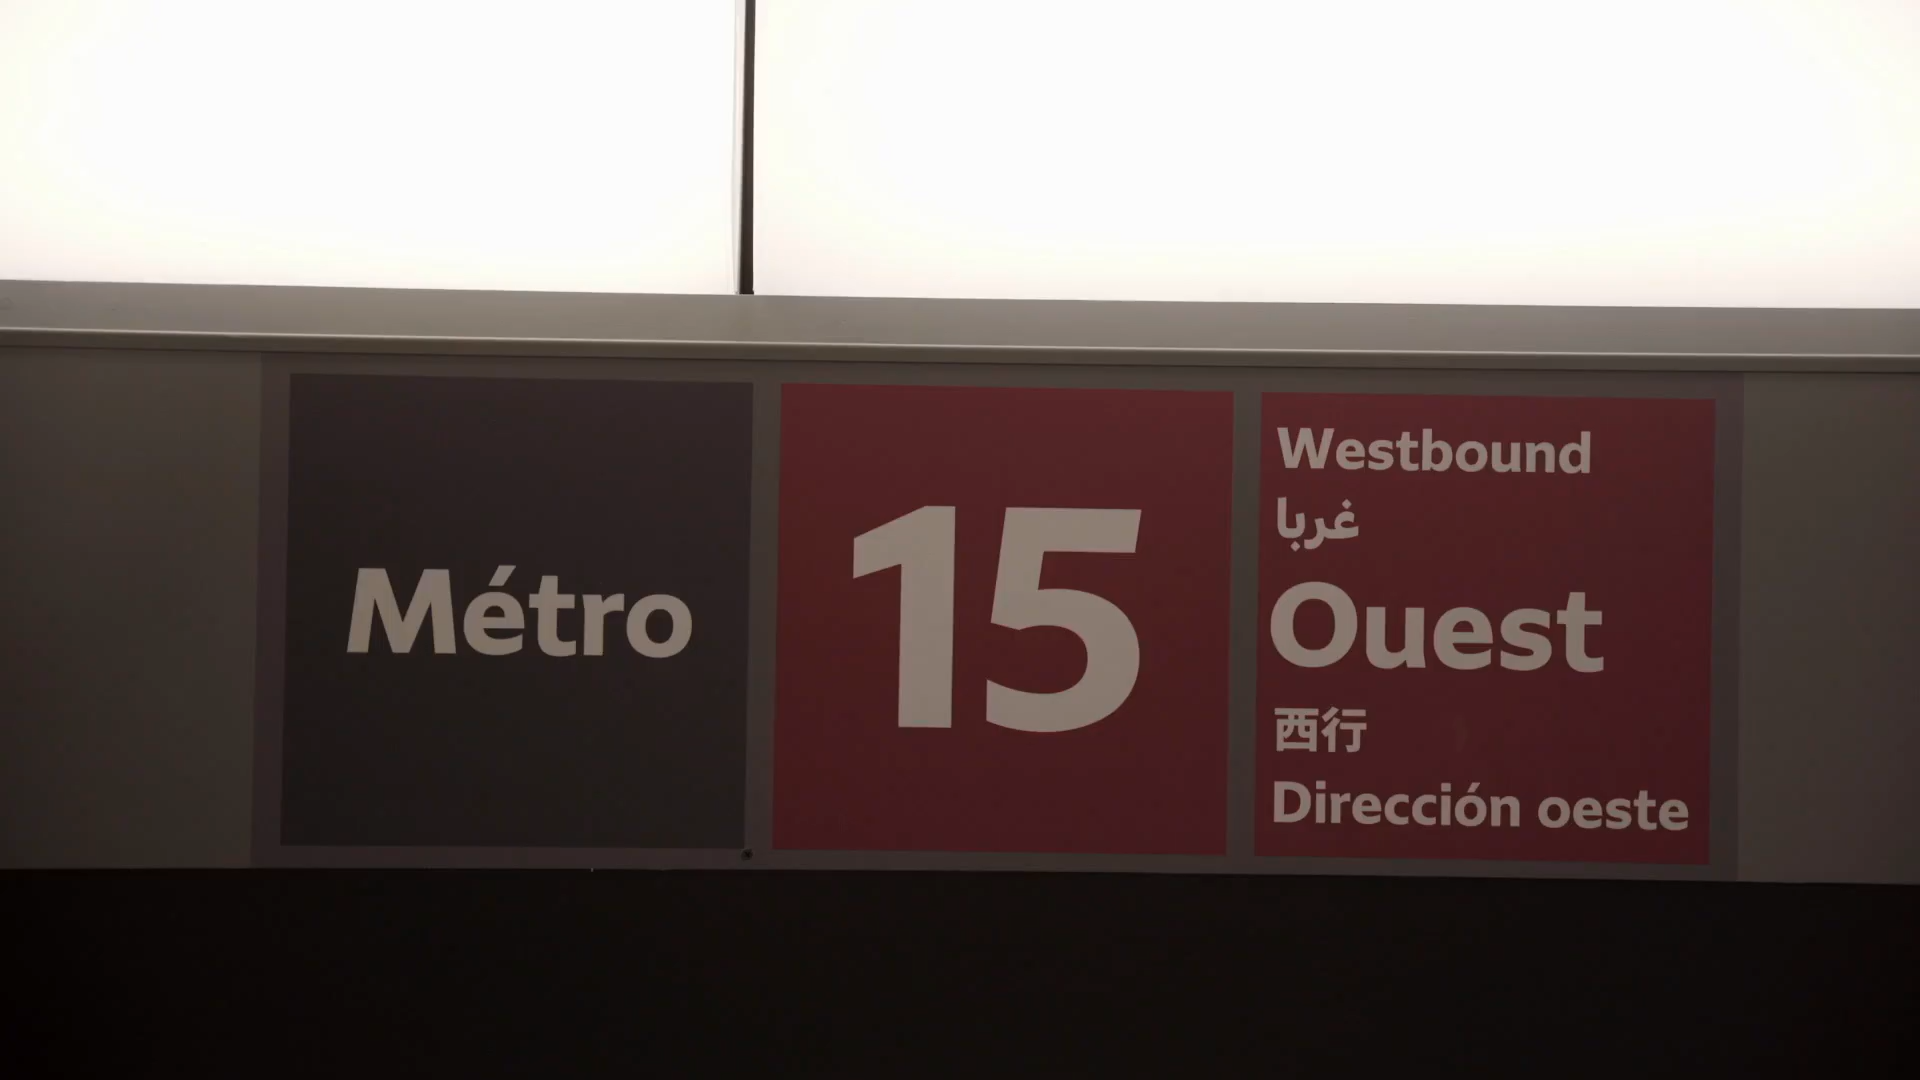 Métro
15
Westbound
غربا
Ouest
西行
Dirección oeste